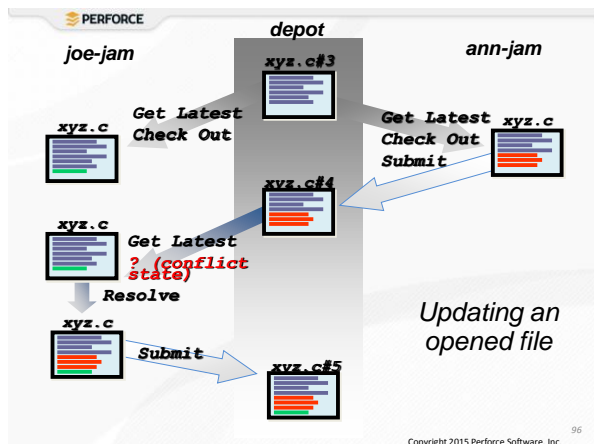 PERFORCE
depot
joe-jam
ann-jam
xyz.c#3
Get Latest
Check Out
xyz.c
Get Latest
Check Out
Submit
xyz.c
xyz.c#4
xyz.c
Get Latest
? (conflict
state)
Resolve
xyz.c
Submit
xyz.c#5
Updating an
opened file
96
Copyright 2015 Perforce Software, Inc